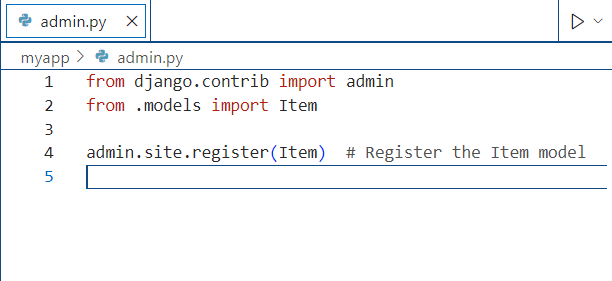 admin.py
myapp > admin.py
1 from django.contrib import admin
2 from .models import Item
3
4 admin.site.register(Item)  # Register the Item model
5